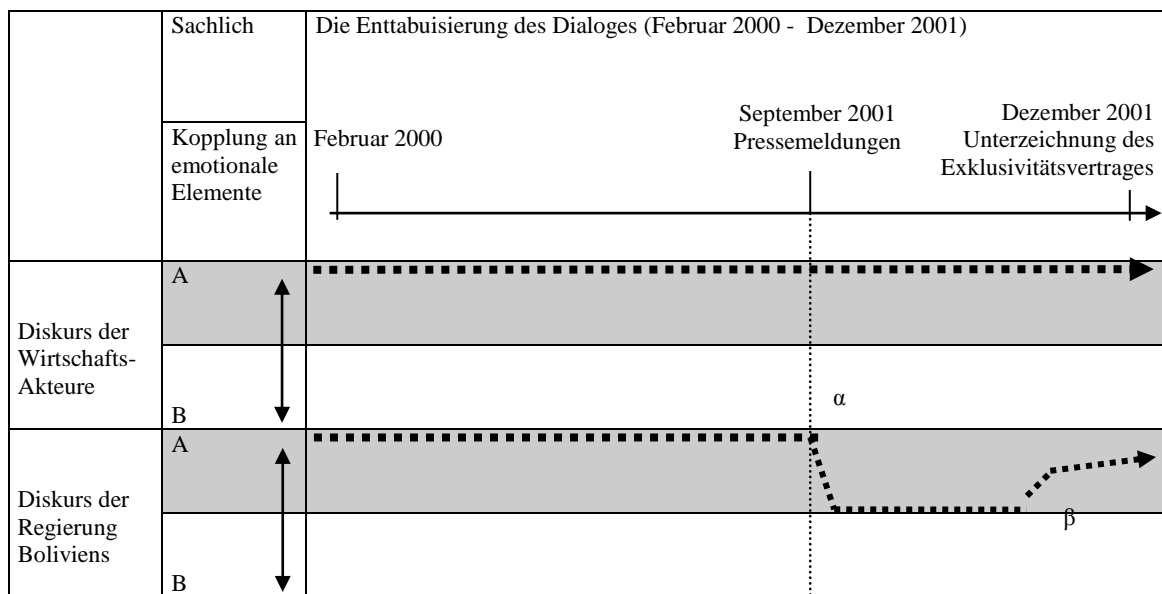 Sachlich
Die Enttabuisierung des Dialoges (Februar 2000 - Dezember 2001)
Kopplung an
emotionale
Elemente
Februar 2000
September 2001
Pressemeldungen
Dezember 2001
Unterzeichnung des
Exklusivitätsvertrages
Diskurs der
Wirtschafts-
Akteure
A
B
α
Diskurs der
Regierung
Boliviens
A
B
β